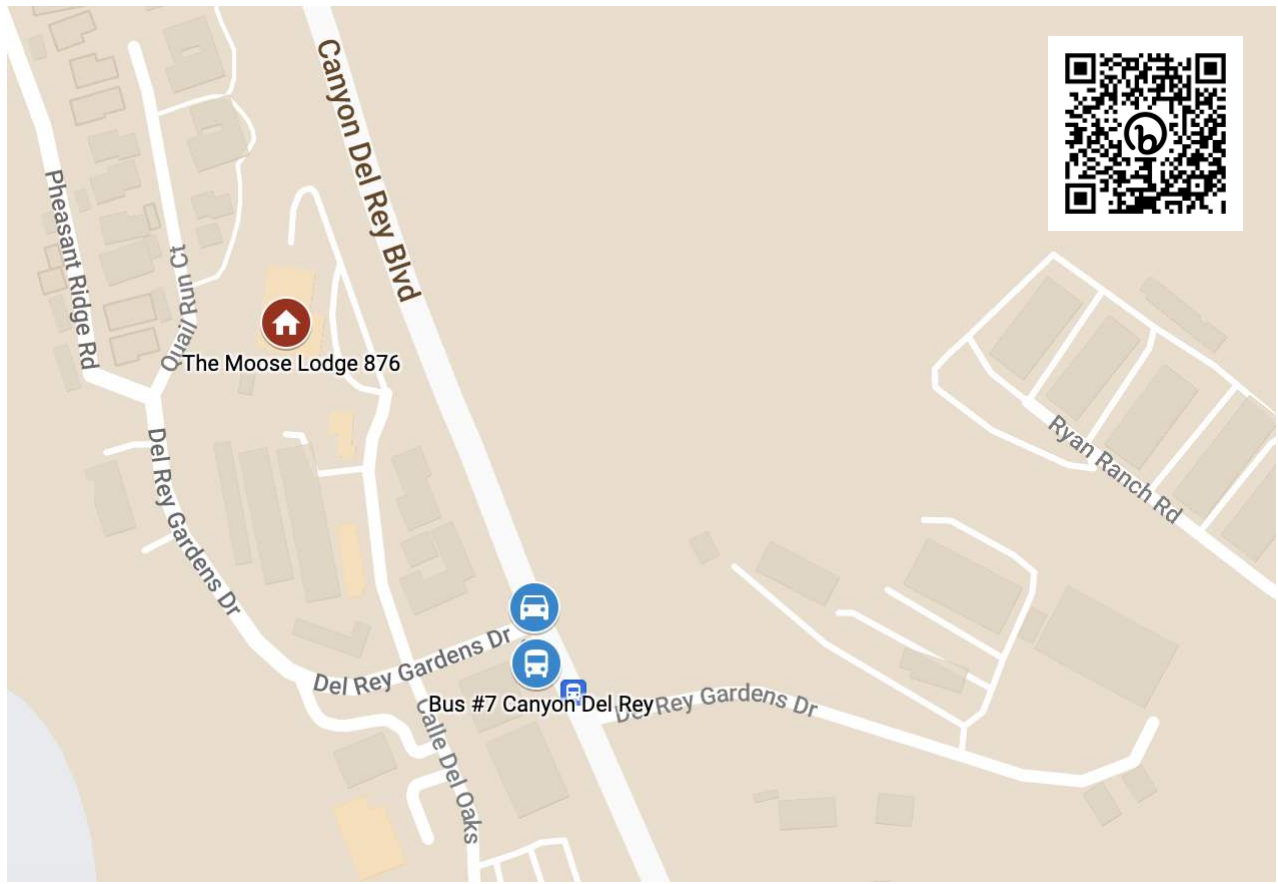 Canyon Del Rey Blvd
Pheasant Ridge Rd
Quail Run Ct
The Moose Lodge 876
Ryan Ranch Rd
Del Rey Gardens Dr
Del Rey Gardens Dr
Bus #7 Canyon Del Rey
Del Rey Gardens Dr
Calle Del Oaks
b